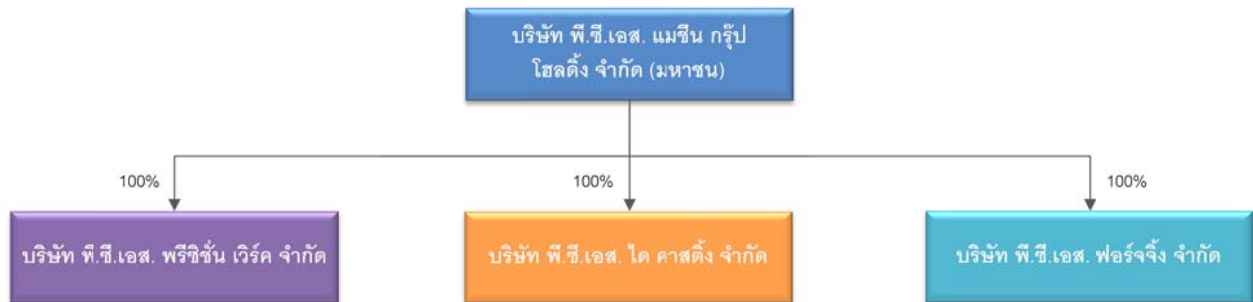 บริษัท พี.ซี.เอส. แมชีน กรุ๊ป
โฮลดิ้ง จำกัด (มหาชน)
100%
100%
100%
บริษัท พี.ซี.เอส. พรีซิชั่น เวิร์ค จำกัด
บริษัท พี.ซี.เอส. ได คาสติ้ง จำกัด
บริษัท พี.ซี.เอส. ฟอร์จจิ้ง จำกัด